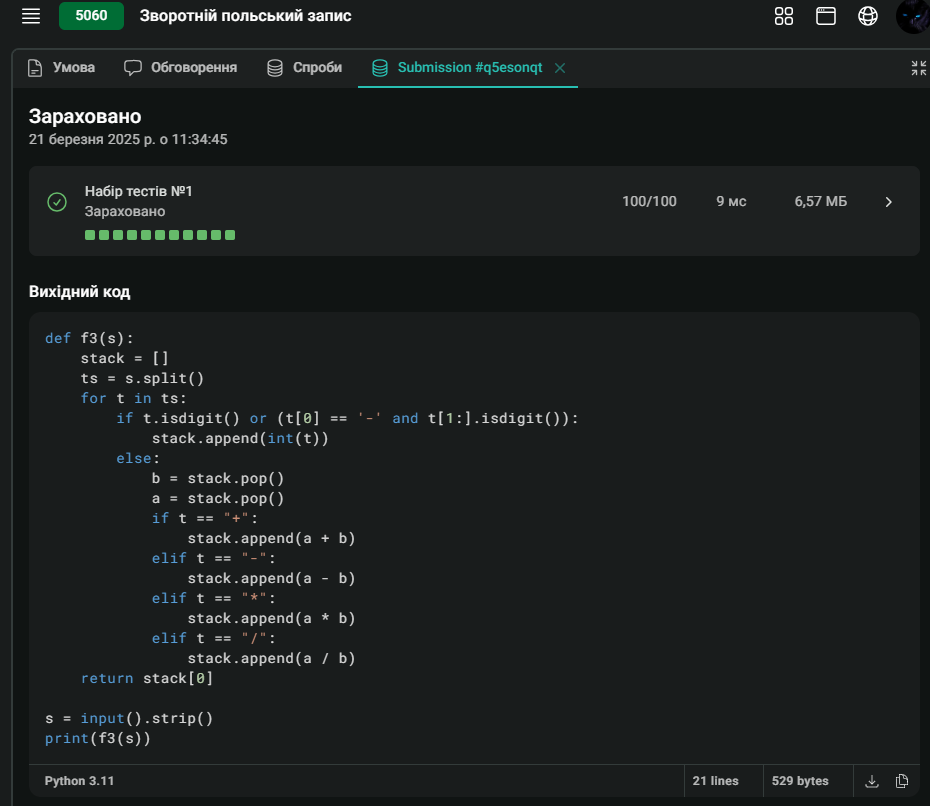 5060 Зворотній польський запис
Умова Обговорення Спроби Submission #q5esonqt
Зараховано
21 березня 2025 р. о 11:34:45
Набір тестів №1
Зараховано
100/100 9 мс 6,57 МБ
Вихідний код
def f3(s):
    stack = []
    ts = s.split()
    for t in ts:
        if t.isdigit() or (t[0] == '-' and t[1:].isdigit()):
            stack.append(int(t))
        else:
            b = stack.pop()
            a = stack.pop()
            if t == "+":
                stack.append(a + b)
            elif t == "-":
                stack.append(a - b)
            elif t == "*":
                stack.append(a * b)
            elif t == "/":
                stack.append(a / b)
    return stack[0]

s = input().strip()
print(f3(s))
Python 3.11 21 lines 529 bytes